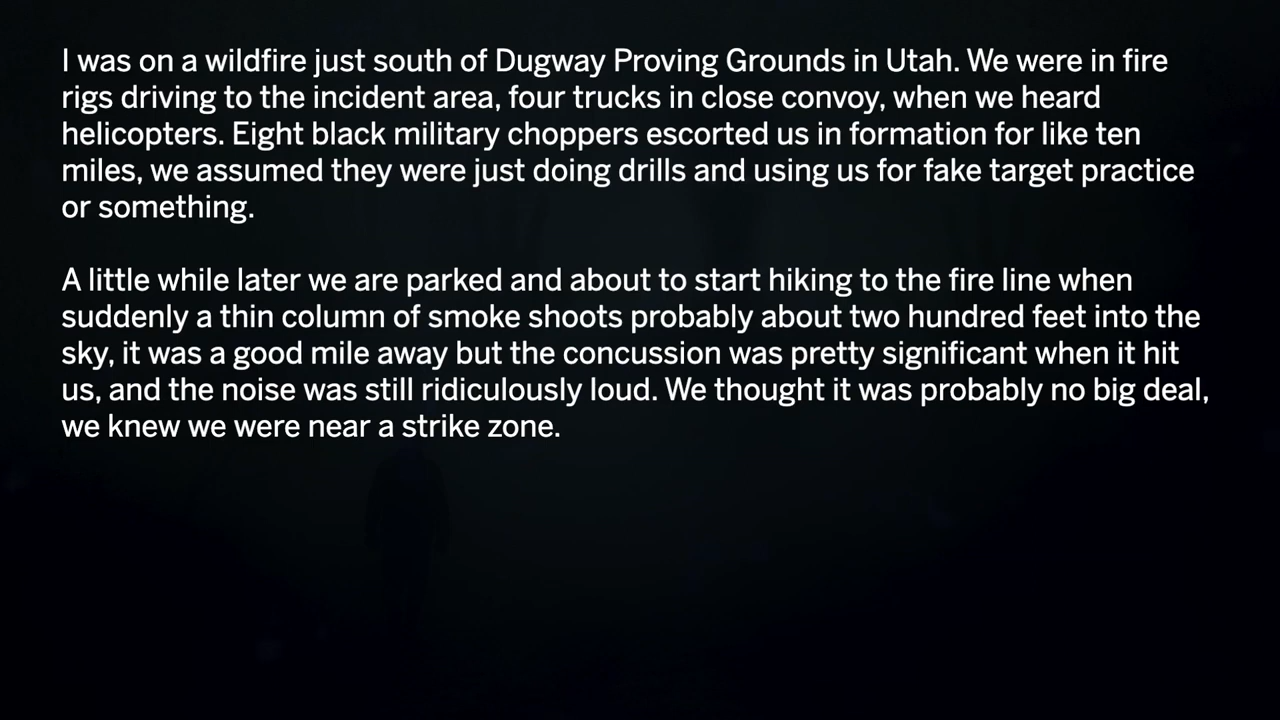 I was on a wildfire just south of Dugway Proving Grounds in Utah. We were in fire
rigs driving to the incident area, four trucks in close convoy, when we heard
helicopters. Eight black military choppers escorted us in formation for like ten
miles, we assumed they were just doing drills and using us for fake target practice
or something.
A little while later we are parked and about to start hiking to the fire line when
suddenly a thin column of smoke shoots probably about two hundred feet into the
sky, it was a good mile away but the concussion was pretty significant when it hit
us, and the noise was still ridiculously loud. We thought it was probably no big deal,
we knew we were near a strike zone.